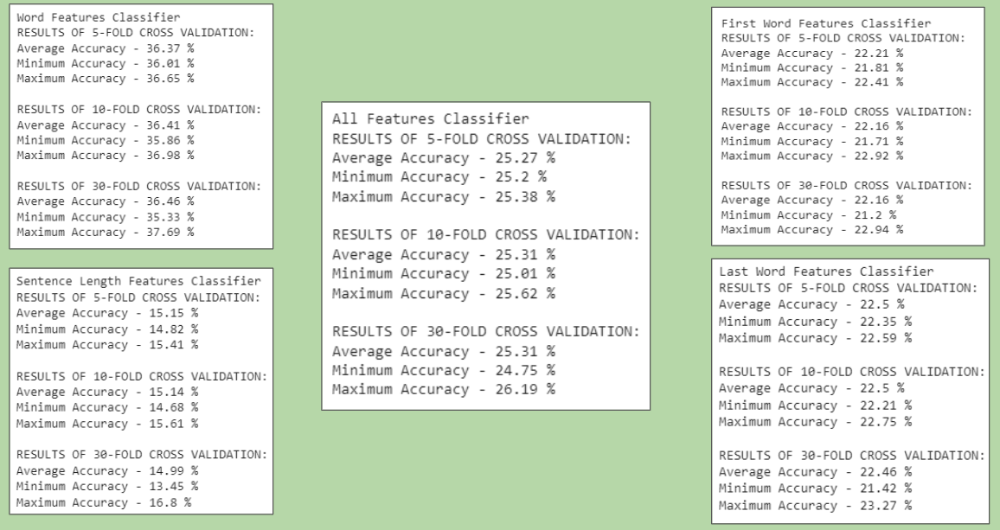 Word Features Classifier
RESULTS OF 5-FOLD CROSS VALIDATION:
Average Accuracy - 36.37 %
Minimum Accuracy - 36.01 %
Maximum Accuracy - 36.65 %
RESULTS OF 10-FOLD CROSS VALIDATION:
Average Accuracy - 36.41 %
Minimum Accuracy - 35.86 %
Maximum Accuracy - 36.98 %
RESULTS OF 30-FOLD CROSS VALIDATION:
Average Accuracy - 36.46 %
Minimum Accuracy - 35.33 %
Maximum Accuracy - 37.69 %
Sentence Length Features Classifier
RESULTS OF 5-FOLD CROSS VALIDATION:
Average Accuracy - 15.15 %
Minimum Accuracy - 14.82 %
Maximum Accuracy - 15.41 %
RESULTS OF 10-FOLD CROSS VALIDATION:
Average Accuracy - 15.14 %
Minimum Accuracy - 14.68 %
Maximum Accuracy - 15.61 %
RESULTS OF 30-FOLD CROSS VALIDATION:
Average Accuracy - 14.99 %
Minimum Accuracy - 13.45 %
Maximum Accuracy - 16.8 %
All Features Classifier
RESULTS OF 5-FOLD CROSS VALIDATION:
Average Accuracy - 25.27 %
Minimum Accuracy - 25.2 %
Maximum Accuracy - 25.38 %
RESULTS OF 10-FOLD CROSS VALIDATION:
Average Accuracy - 25.31 %
Minimum Accuracy - 25.01 %
Maximum Accuracy - 25.62 %
RESULTS OF 30-FOLD CROSS VALIDATION:
Average Accuracy - 25.31 %
Minimum Accuracy - 24.75 %
Maximum Accuracy - 26.19 %
First Word Features Classifier
RESULTS OF 5-FOLD CROSS VALIDATION:
Average Accuracy - 22.21 %
Minimum Accuracy - 21.81 %
Maximum Accuracy - 22.41 %
RESULTS OF 10-FOLD CROSS VALIDATION:
Average Accuracy - 22.16 %
Minimum Accuracy - 21.71 %
Maximum Accuracy - 22.92 %
RESULTS OF 30-FOLD CROSS VALIDATION:
Average Accuracy - 22.16 %
Minimum Accuracy - 21.2 %
Maximum Accuracy - 22.94 %
Last Word Features Classifier
RESULTS OF 5-FOLD CROSS VALIDATION:
Average Accuracy - 22.5 %
Minimum Accuracy - 22.35 %
Maximum Accuracy - 22.59 %
RESULTS OF 10-FOLD CROSS VALIDATION:
Average Accuracy - 22.5 %
Minimum Accuracy - 22.21 %
Maximum Accuracy - 22.75 %
RESULTS OF 30-FOLD CROSS VALIDATION:
Average Accuracy - 22.46 %
Minimum Accuracy - 21.42 %
Maximum Accuracy - 23.27 %